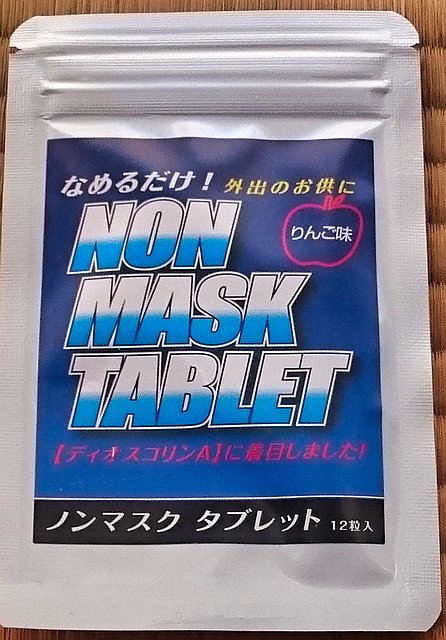 なめるだけ! 外出のお供に
りんご味
NON
MASK
TABLET
【ディオスコリンA】に着目しました!
ノンマスク タブレット 12粒入